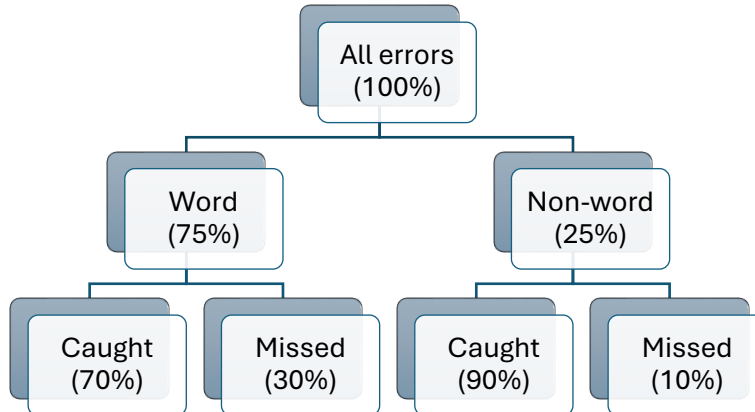 All errors
(100%)
Word
(75%)
Non-word
(25%)
Caught
(70%)
Missed
(30%)
Caught
(90%)
Missed
(10%)